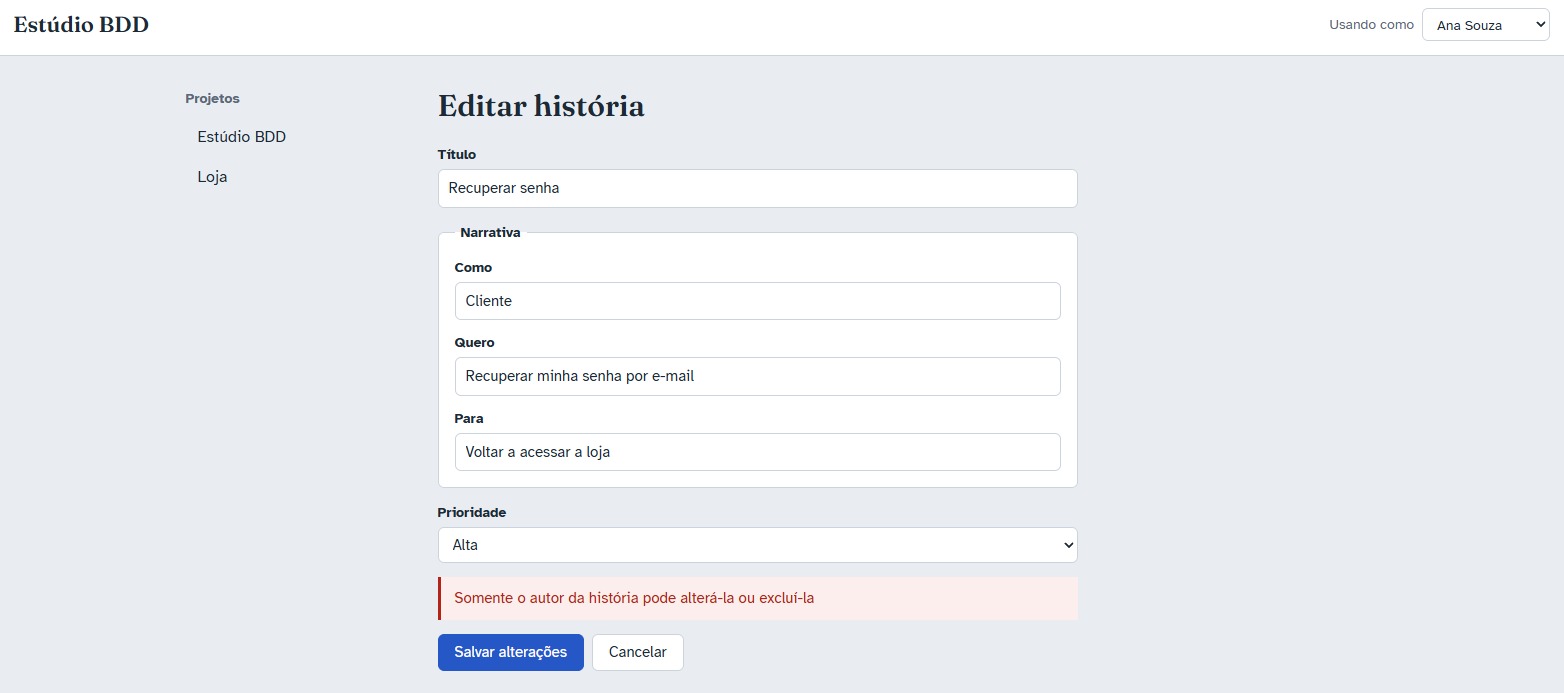 Estúdio BDD
Usando como
Ana Souza
Projetos
Estúdio BDD
Loja
Editar história
Título
Recuperar senha
Narrativa
Como
Cliente
Quero
Recuperar minha senha por e-mail
Para
Voltar a acessar a loja
Prioridade
Alta
Somente o autor da história pode alterá-la ou excluí-la
Salvar alterações
Cancelar